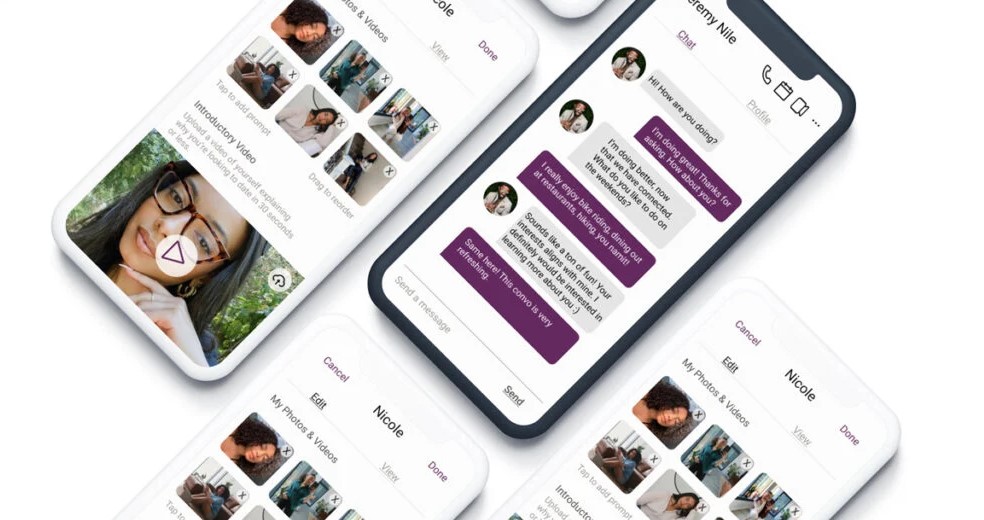 cole
tos & Videos
View
Done
Tap to add prompt
Drag to reorder
Introductory Video
Upload a video of yourself explaining
why you're looking to date in 30 seconds
or less.
eremy Nile
Chat
Profile
Hi! How are you doing?
I'm doing great! Thanks for
asking. How about you?
I'm doing better, now
that we have connected.
What do you like to do on
the weekends?
I really enjoy bike riding, dining out
at restaurants, hiking, you namit!
Sounds like a ton of fun! Your
interests aligns with mine. I
definitely would be interested in
learning more about you :)
Same here! This convo is very
refreshing.
Send a message
Send
Cancel
Nicole
Done
Edit
View
My Photos & Videos
Tap to
Cancel
Nicole
Done
Edit
View
My Photos & Videos
Tap to add prompt
Introducto
Upload